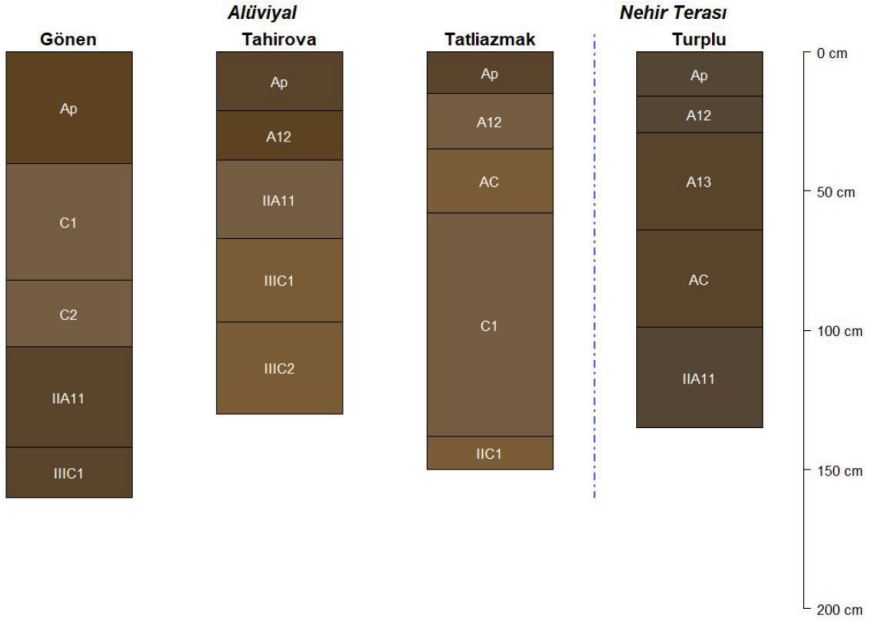 Alüviyal
Nehir Terası
Gönen
Tahirova
Tatliazmak
Turplu
Ap
C1
C2
IIA11
IIIC1
Ap
A12
IIA11
IIIC1
IIIC2
Ap
A12
AC
C1
IIC1
Ap
A12
A13
AC
IIA11
0 cm
50 cm
100 cm
150 cm
200 cm